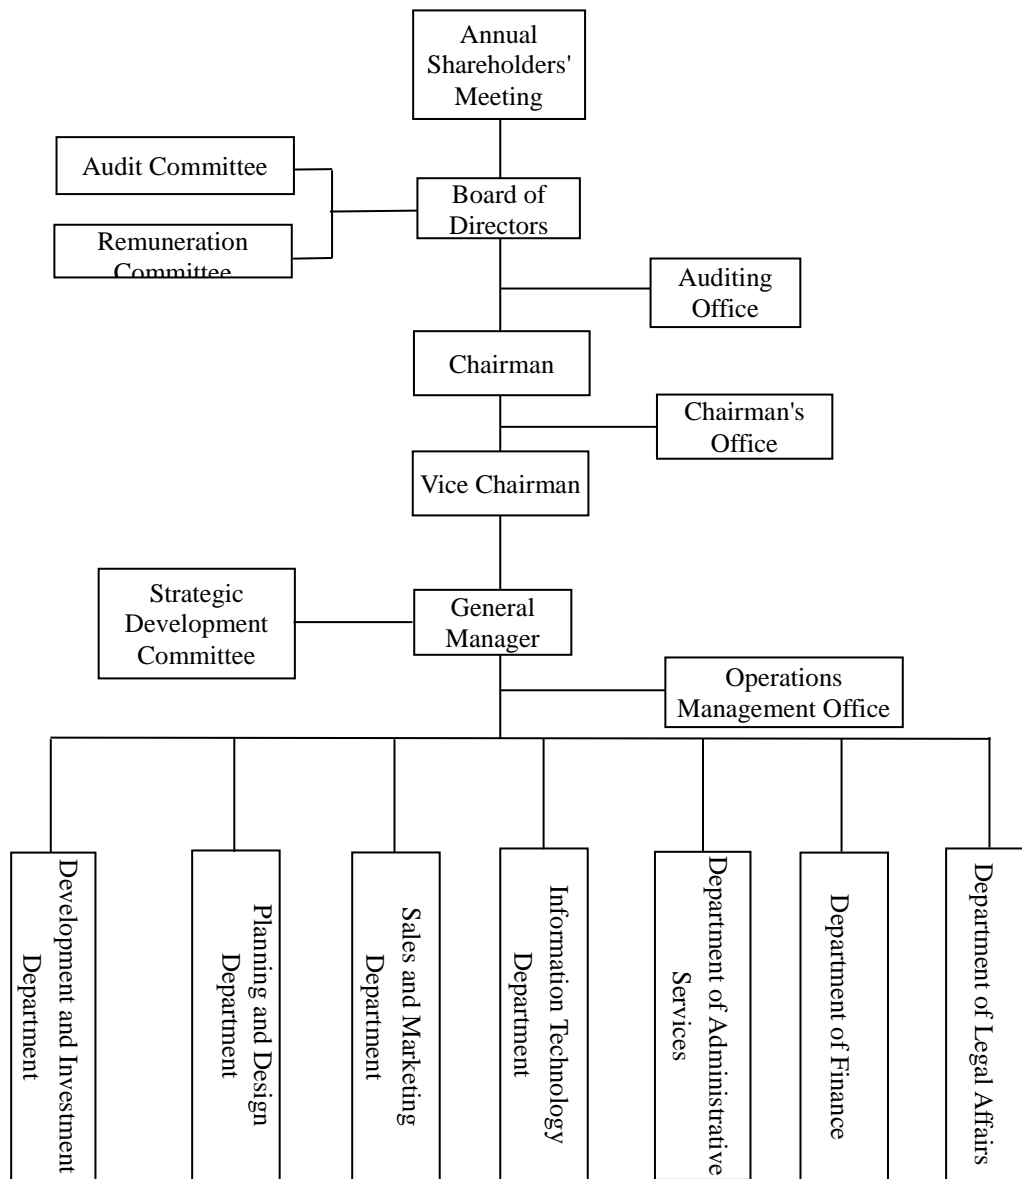 Annual
Shareholders'
Meeting
Audit Committee
Board of
Directors
Remuneration
Committee
Auditing
Office
Chairman
Chairman's
Office
Vice Chairman
Strategic
Development
Committee
General
Manager
Operations
Management Office
Development and Investment
Department
Planning and Design
Department
Sales and Marketing
Department
Information Technology
Department
Department of Administrative
Services
Department of Finance
Department of Legal Affairs